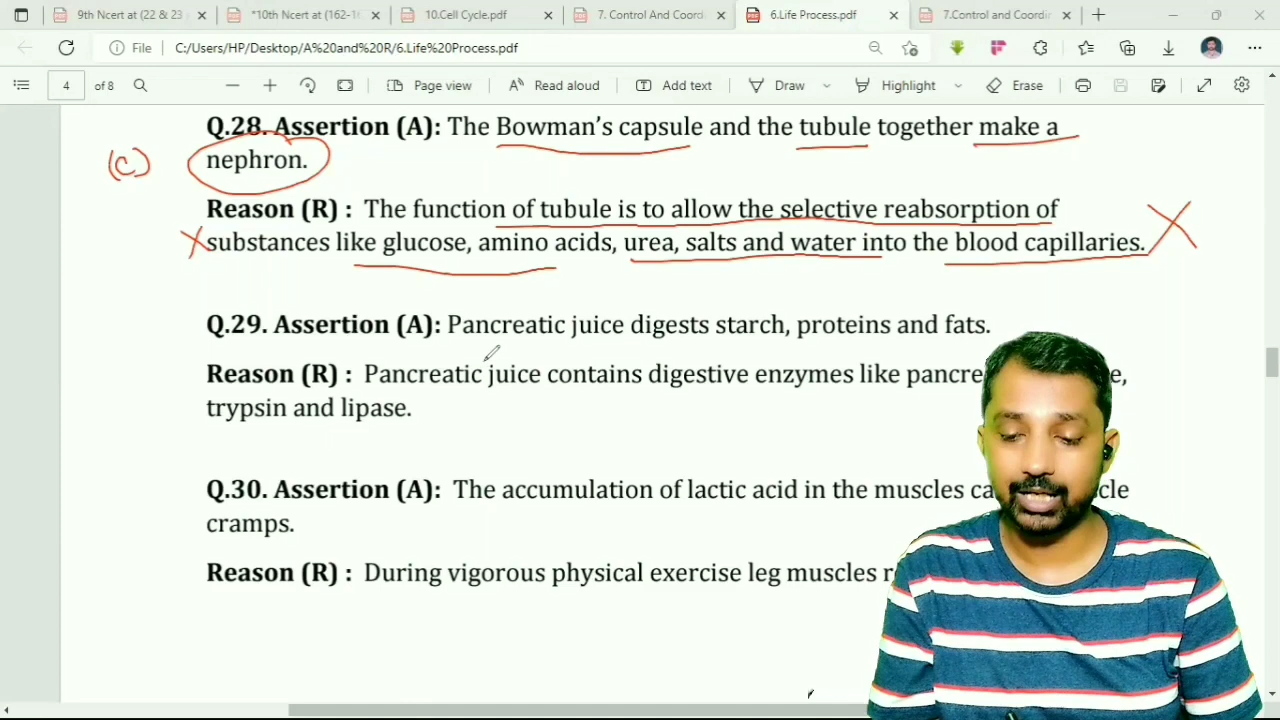 9th Ncert at (22 & 23
*10th Ncert at (162-1
10.Cell Cycle.pdf
7. Control And Coord
6.Life Process.pdf
7.Control and Coordi
File C:/Users/HP/Desktop/A%20and%20R/6.Life%20Process.pdf
4 of 8 Page view Read aloud Add text Draw Highlight Erase
Q.28. Assertion (A): The Bowman's capsule and the tubule together make a
(c) nephron.
Reason (R) : The function of tubule is to allow the selective reabsorption of
substances like glucose, amino acids, urea, salts and water into the blood capillaries.
Q.29. Assertion (A): Pancreatic juice digests starch, proteins and fats.
Reason (R) : Pancreatic juice contains digestive enzymes like
trypsin and lipase.
Q.30. Assertion (A): The accumulation of lactic acid in the muscles
cramps.
Reason (R) : During vigorous physical exercise leg muscles